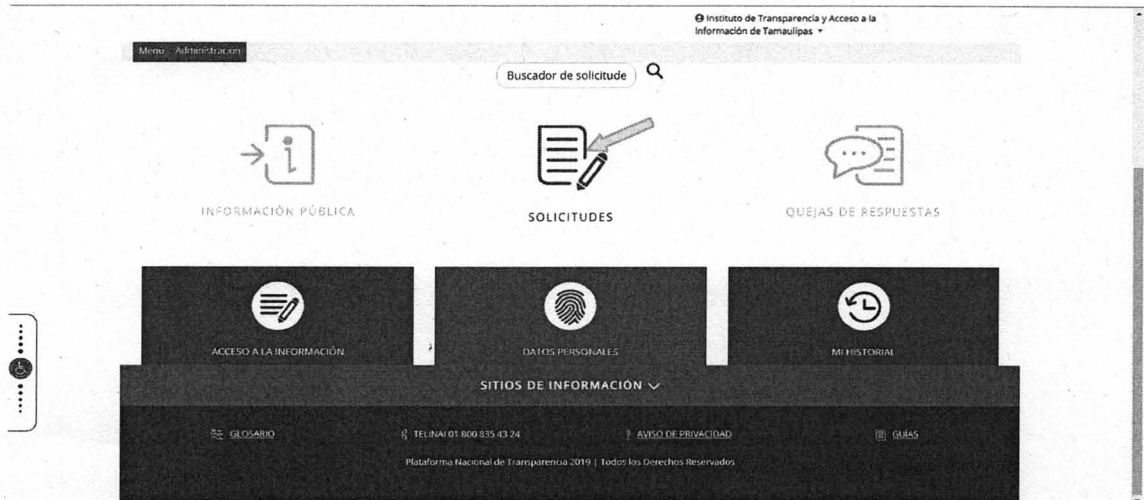 Instituto de Transparencia y Acceso a la
Información de Tamaulipas
Menu Administracion
Buscador de solicitude
INFORMACIÓN PÚBLICA
SOLICITUDES
QUEJAS DE RESPUESTAS
ACCESO A LA INFORMACIÓN
DATOS PERSONALES
MI HISTORIAL
SITIOS DE INFORMACIÓN
GLOSARIO
TELINAI 01 800 835 43 24
AVISO DE PRIVACIDAD
GUÍAS
Plataforma Nacional de Transparencia 2019 | Todos los Derechos Reservados